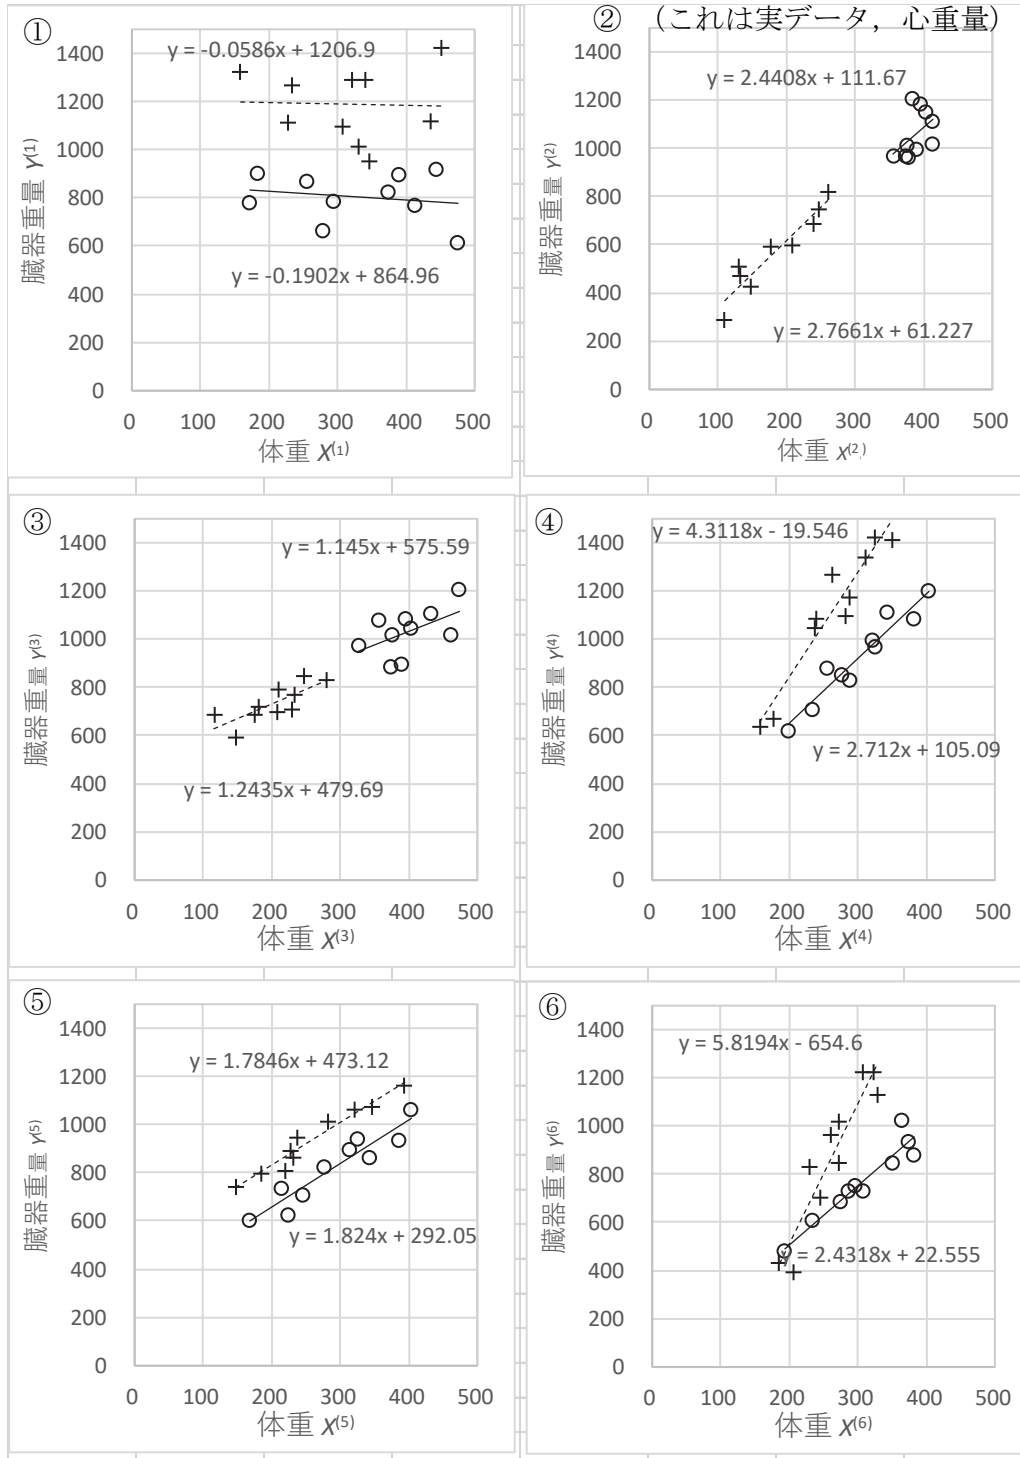 ①
y = -0.0586x + 1206.9
y = -0.1902x + 864.96
1400
1200
1000
800
600
400
200
0
0 100 200 300 400 500
臓器重量 Y(1)
体重 X(1)
② (これは実データ，心重量)
y = 2.4408x + 111.67
y = 2.7661x + 61.227
1400
1200
1000
800
600
400
200
0
0 100 200 300 400 500
臓器重量 Y(2)
体重 X(2)
③
y = 1.145x + 575.59
y = 1.2435x + 479.69
1400
1200
1000
800
600
400
200
0
0 100 200 300 400 500
臓器重量 Y(3)
体重 X(3)
④
y = 4.3118x - 19.546
y = 2.712x + 105.09
1400
1200
1000
800
600
400
200
0
0 100 200 300 400 500
臓器重量 Y(4)
体重 X(4)
⑤
y = 1.7846x + 473.12
y = 1.824x + 292.05
1400
1200
1000
800
600
400
200
0
0 100 200 300 400 500
臓器重量 Y(5)
体重 X(5)
⑥
y = 5.8194x - 654.6
y = 2.4318x + 22.555
1400
1200
1000
800
600
400
200
0
0 100 200 300 400 500
臓器重量 Y(6)
体重 X(6)